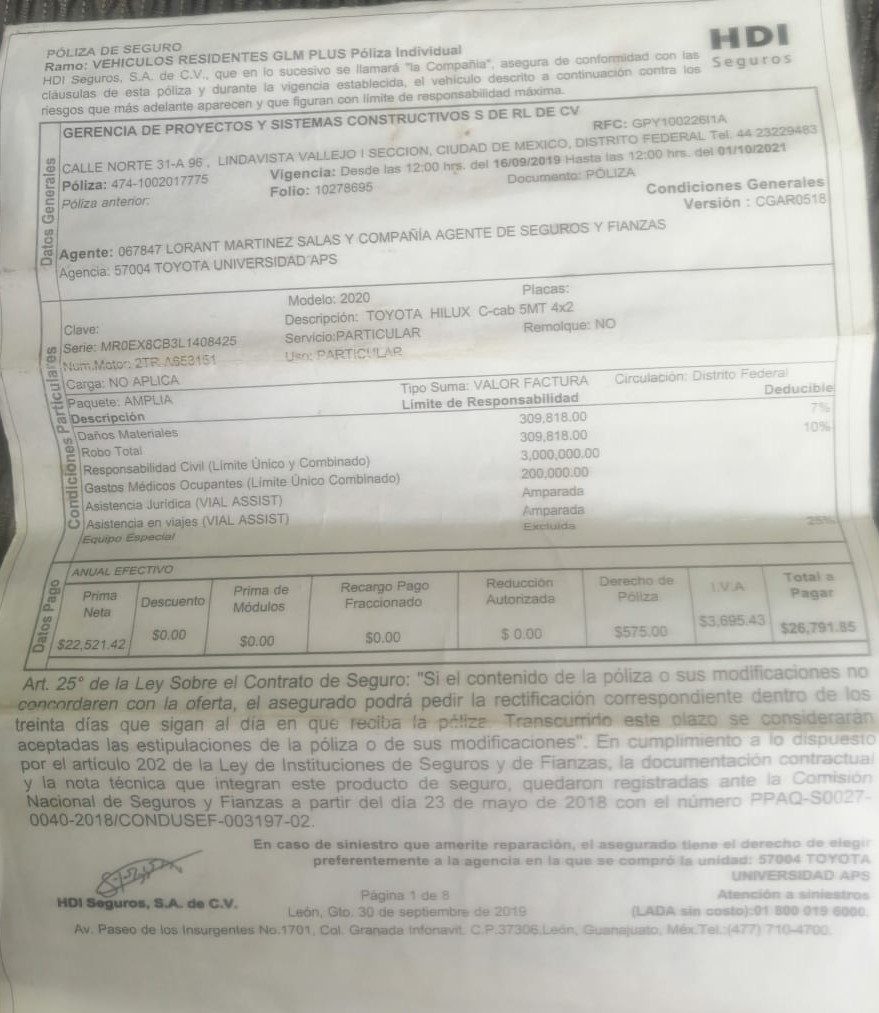 HDI
Seguros
PÓLIZA DE SEGURO
Ramo: VEHICULOS RESIDENTES GLM PLUS Póliza Individual
HDI Seguros, S.A. de C.V., que en lo sucesivo se llamará "la Compañía", asegura de conformidad con las
cláusulas de esta póliza y durante la vigencia establecida, el vehículo descrito a continuación contra los
riesgos que más adelante aparecen y que figuran con límite de responsabilidad máxima.
Datos Generales
GERENCIA DE PROYECTOS Y SISTEMAS CONSTRUCTIVOS S DE RL DE CV
RFC: GPY100226I1A
CALLE NORTE 31-A 96 , LINDAVISTA VALLEJO I SECCION, CIUDAD DE MEXICO, DISTRITO FEDERAL Tel. 44 23229483
Póliza: 474-1002017775 Vigencia: Desde las 12:00 hrs. del 16/09/2019 Hasta las 12:00 hrs. del 01/10/2021
Póliza anterior: Folio: 10278695 Documento: PÓLIZA
Condiciones Generales
Versión : CGAR0518
Agente: 067847 LORANT MARTINEZ SALAS Y COMPAÑÍA AGENTE DE SEGUROS Y FIANZAS
Agencia: 57004 TOYOTA UNIVERSIDAD APS
Condiciones Particulares
Clave: Modelo: 2020 Placas:
Serie: MR0EX8CB3L1408425 Descripción: TOYOTA HILUX C-cab 5MT 4x2
Num.Motor: 2TR A653151 Servicio:PARTICULAR Remolque: NO
Carga: NO APLICA Uso: PARTICULAR
Paquete: AMPLIA Tipo Suma: VALOR FACTURA Circulación: Distrito Federal
Descripción Límite de Responsabilidad Deducible
Daños Materiales 309,818.00 7%
Robo Total 309,818.00 10%
Responsabilidad Civil (Límite Único y Combinado) 3,000,000.00
Gastos Médicos Ocupantes (Límite Único Combinado) 200,000.00
Asistencia Jurídica (VIAL ASSIST) Amparada
Asistencia en viajes (VIAL ASSIST) Amparada
Equipo Especial Excluida 25%
Datos Pago
ANUAL EFECTIVO
Prima Neta Descuento Prima de Módulos Recargo Pago Fraccionado Reducción Autorizada Derecho de Póliza I.V.A Total a Pagar
$22,521.42 $0.00 $0.00 $0.00 $ 0.00 $575.00 $3,695.43 $26,791.85
Art. 25° de la Ley Sobre el Contrato de Seguro: "Si el contenido de la póliza o sus modificaciones no
concordaren con la oferta, el asegurado podrá pedir la rectificación correspondiente dentro de los
treinta días que sigan al día en que reciba la póliza. Transcurrido este plazo se considerarán
aceptadas las estipulaciones de la póliza o de sus modificaciones". En cumplimiento a lo dispuesto
por el artículo 202 de la Ley de Instituciones de Seguros y de Fianzas, la documentación contractual
y la nota técnica que integran este producto de seguro, quedaron registradas ante la Comisión
Nacional de Seguros y Fianzas a partir del día 23 de mayo de 2018 con el número PPAQ-S0027-
0040-2018/CONDUSEF-003197-02.
En caso de siniestro que amerite reparación, el asegurado tiene el derecho de elegir
preferentemente a la agencia en la que se compró la unidad: 57004 TOYOTA
UNIVERSIDAD APS
HDI Seguros, S.A. de C.V. Página 1 de 8 Atención a siniestros
León, Gto. 30 de septiembre de 2019 (LADA sin costo):01 800 019 6000.
Av. Paseo de los Insurgentes No.1701, Col. Granada Infonavit, C.P.37306,León, Guanajuato, Méx.Tel.:(477) 710-4700.